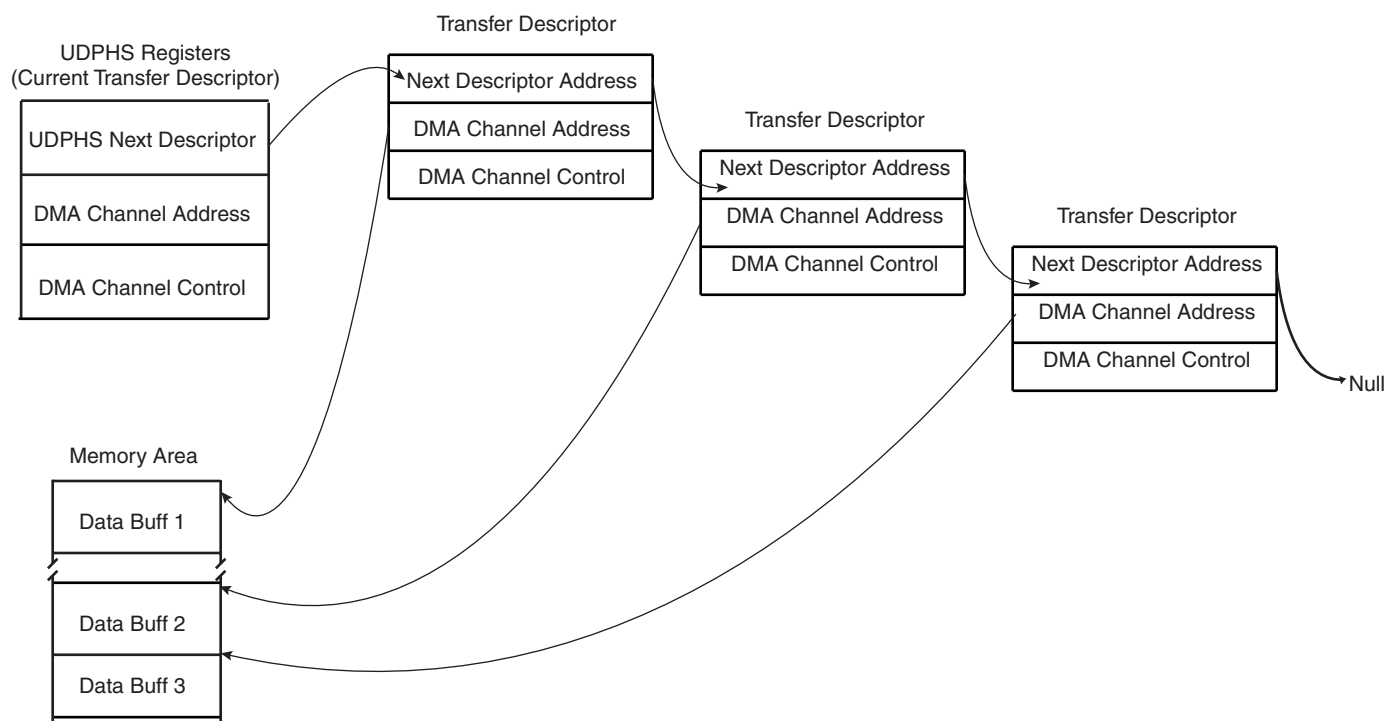 UDPHS Registers
(Current Transfer Descriptor)
UDPHS Next Descriptor
DMA Channel Address
DMA Channel Control
Transfer Descriptor
Next Descriptor Address
DMA Channel Address
DMA Channel Control
Transfer Descriptor
Next Descriptor Address
DMA Channel Address
DMA Channel Control
Transfer Descriptor
Next Descriptor Address
DMA Channel Address
DMA Channel Control
Null
Memory Area
Data Buff 1
Data Buff 2
Data Buff 3